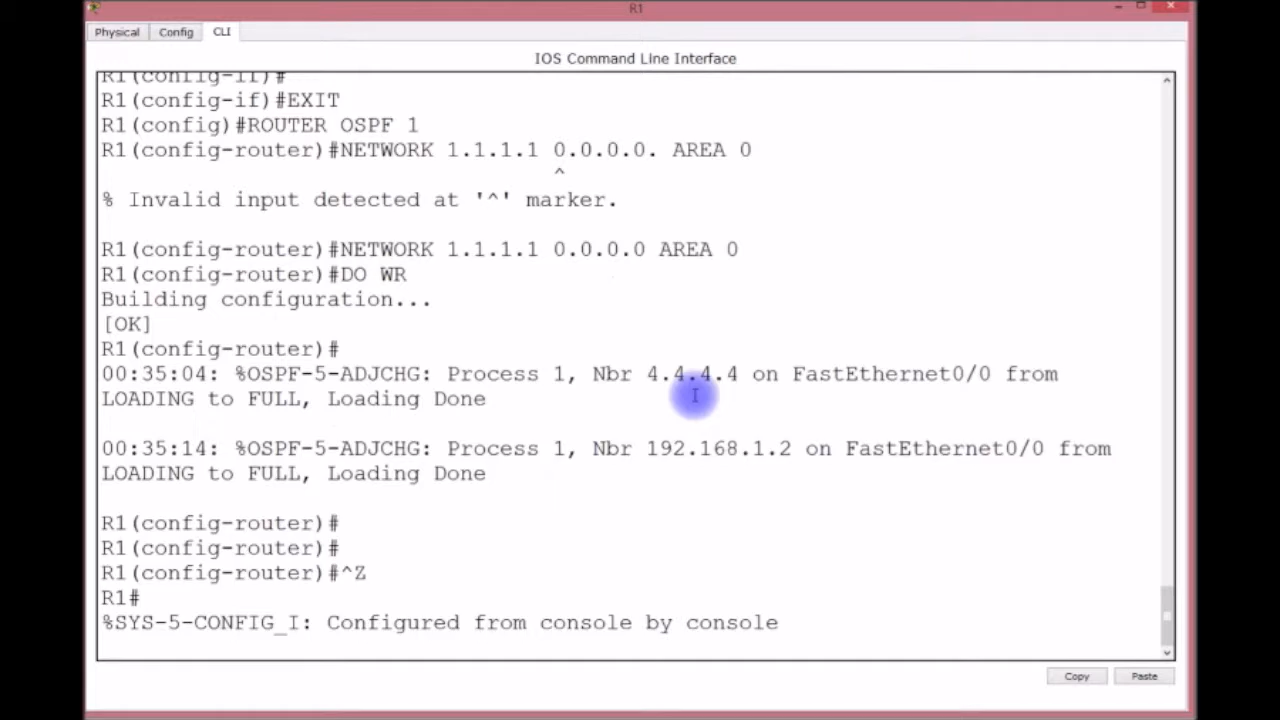 R1
Physical Config CLI
IOS Command Line Interface
R1(config-if)#
R1(config-if)#EXIT
R1(config)#ROUTER OSPF 1
R1(config-router)#NETWORK 1.1.1.1 0.0.0.0. AREA 0
^
% Invalid input detected at '^' marker.
R1(config-router)#NETWORK 1.1.1.1 0.0.0.0 AREA 0
R1(config-router)#DO WR
Building configuration...
[OK]
R1(config-router)#
00:35:04: %OSPF-5-ADJCHG: Process 1, Nbr 4.4.4.4 on FastEthernet0/0 from
LOADING to FULL, Loading Done
00:35:14: %OSPF-5-ADJCHG: Process 1, Nbr 192.168.1.2 on FastEthernet0/0 from
LOADING to FULL, Loading Done
R1(config-router)#
R1(config-router)#
R1(config-router)#^Z
R1#
%SYS-5-CONFIG_I: Configured from console by console
Copy Paste